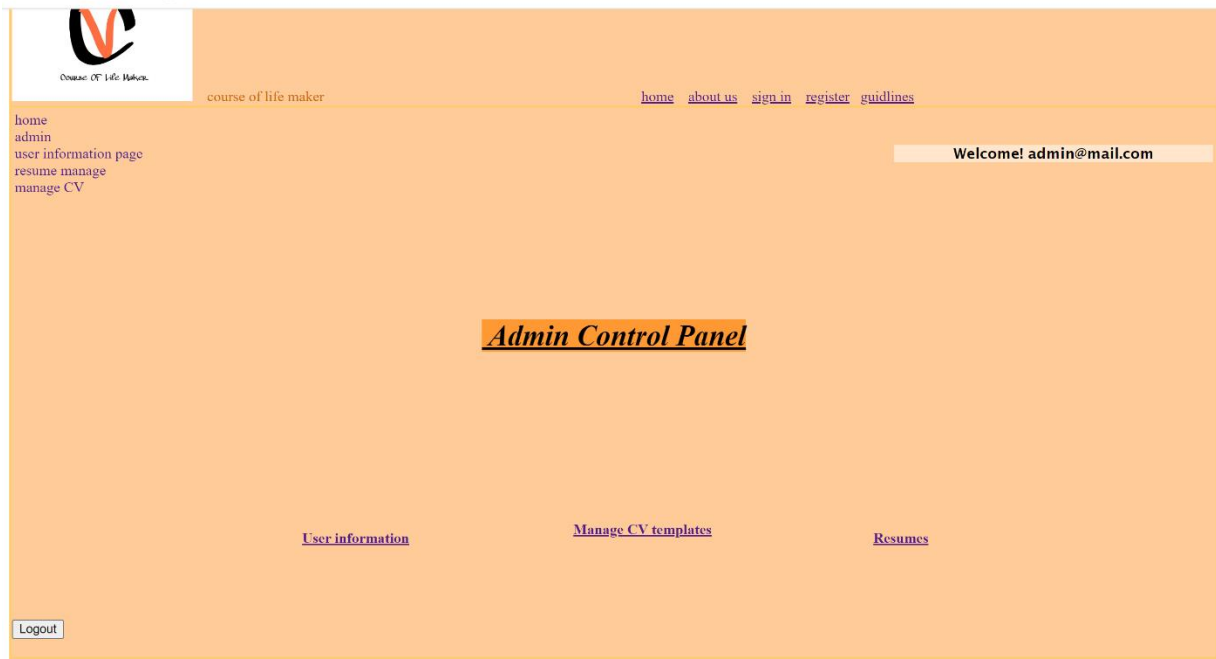 CV
Course OF Life Maker
course of life maker
home about us sign in register guidlines
home
admin
user information page
resume manage
manage CV
Welcome! admin@mail.com
Admin Control Panel
User information
Manage CV templates
Resumes
Logout